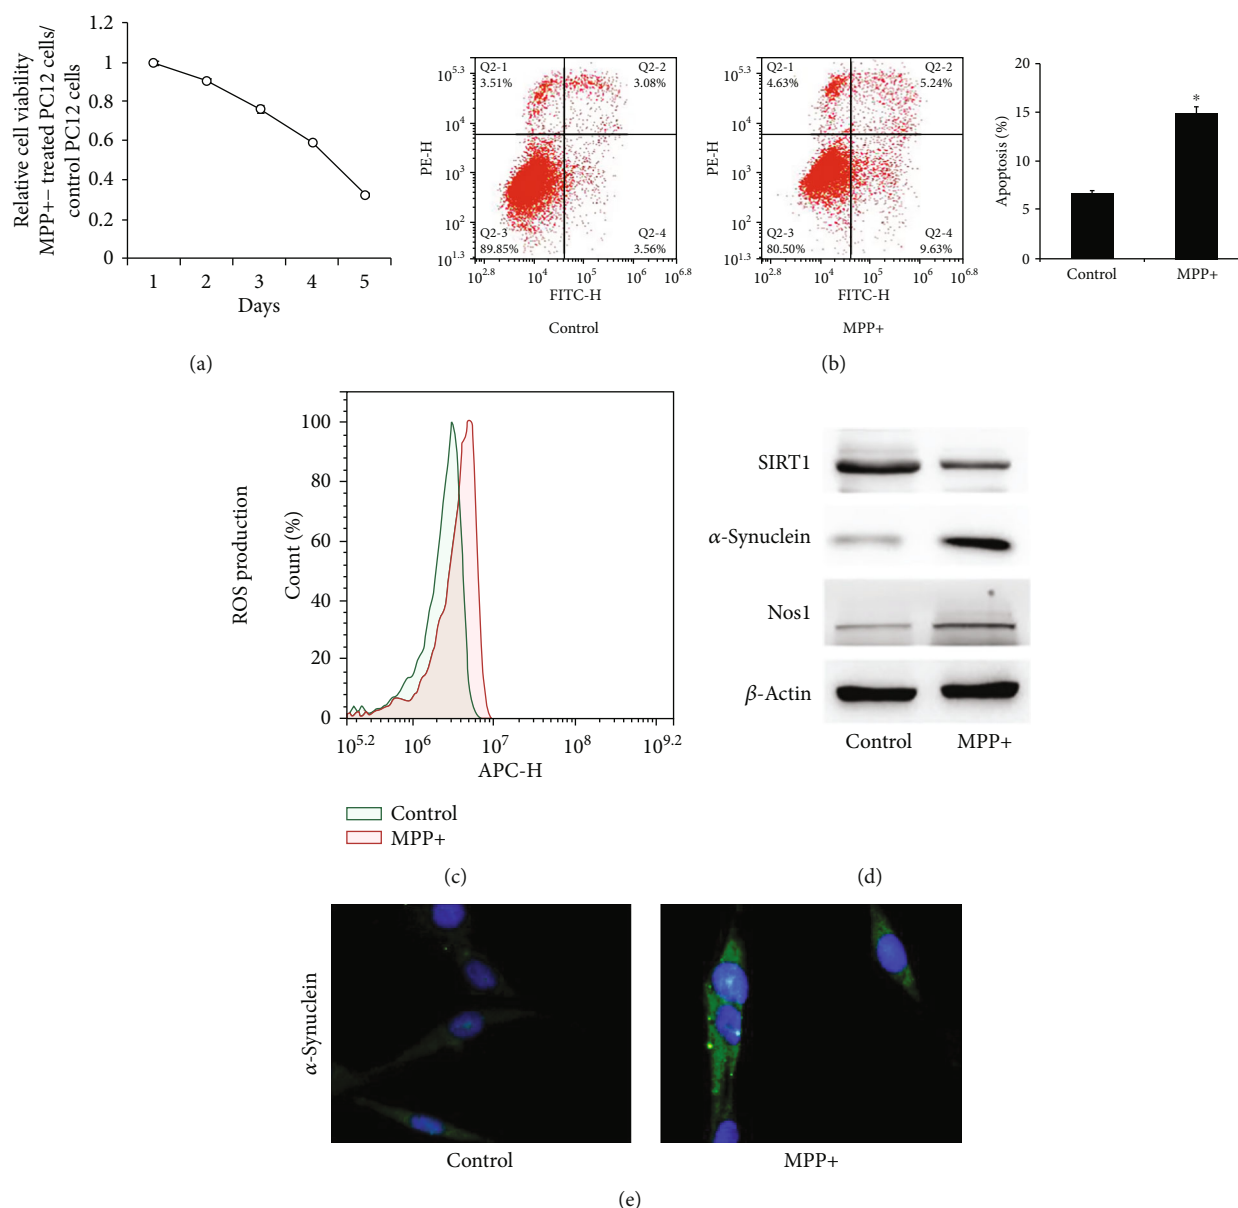 Relative cell viability
MPP+− treated PC12 cells/
control PC12 cells
1.2
1
0.8
0.6
0.4
0.2
0
1 2 3 4 5
Days
(a)
Q2-1
3.51%
Q2-2
3.08%
Q2-3
89.85%
Q2-4
3.56%
PE-H
10^5.3
10^4
10^3
10^2
10^1.3
10^2.8 10^4 10^5 10^6 10^6.8
FITC-H
Control
Q2-1
4.63%
Q2-2
5.24%
Q2-3
80.50%
Q2-4
9.63%
PE-H
10^5.3
10^4
10^3
10^2
10^1.3
10^2.8 10^4 10^5 10^6 10^6.8
FITC-H
MPP+
Apoptosis (%)
20
15
10
5
0
*
Control MPP+
(b)
ROS production
Count (%)
100
80
60
40
20
0
10^5.2 10^6 10^7 10^8 10^9.2
APC-H
Control
MPP+
(c)
SIRT1
α-Synuclein
Nos1
β-Actin
Control MPP+
(d)
α-Synuclein
Control MPP+
(e)